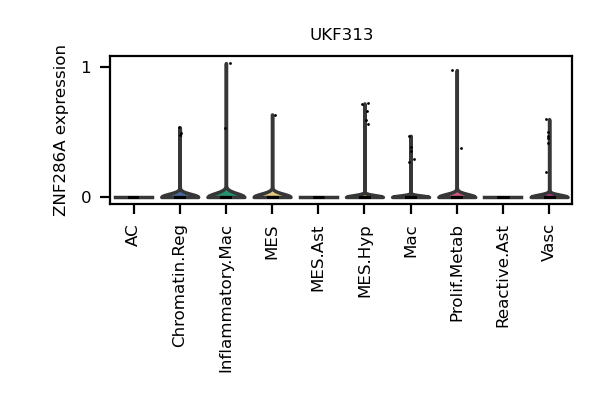 UKF313
ZNF286A expression
1
0
AC
Chromatin.Reg
Inflammatory.Mac
MES
MES.Ast
MES.Hyp
Mac
Prolif.Metab
Reactive.Ast
Vasc